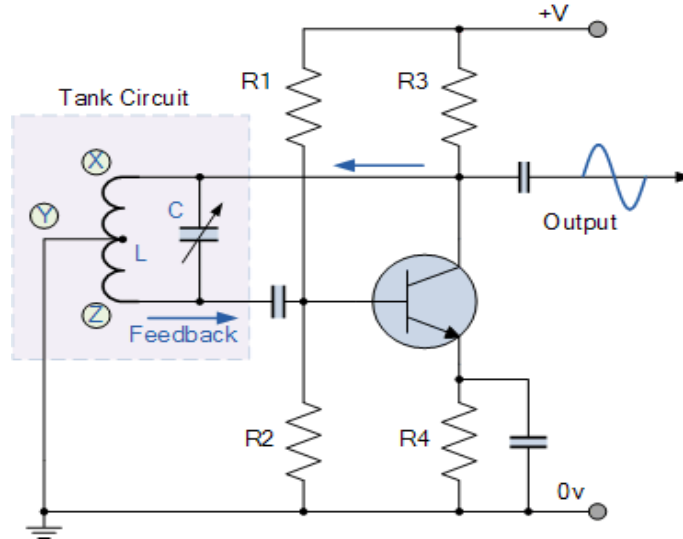 +V
R1
R3
Tank Circuit
X
Y
C
L
Z
Feedback
Output
R2
R4
0v